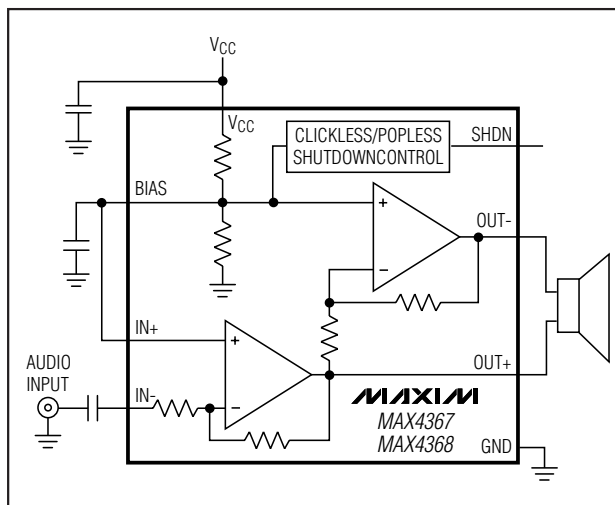 VCC
VCC
CLICKLESS/POPLESS
SHUTDOWNCONTROL
SHDN
BIAS
+
OUT-
−
IN+
+
OUT+
AUDIO
INPUT
IN-
−
MAXIM
MAX4367
MAX4368
GND